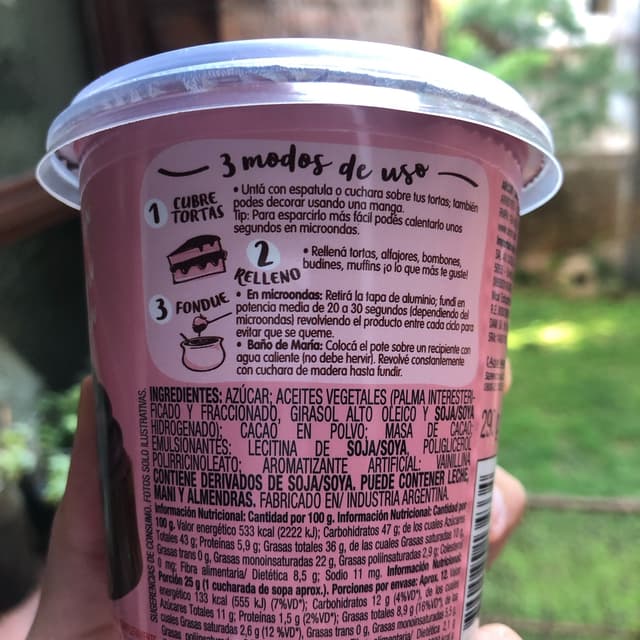 3 modos de uso
1 CUBRE TORTAS
• Untá con espatula o cuchara sobre tus tortas; también
podes decorar usando una manga.
Tip: Para esparcirlo más fácil podés calentarlo unos
segundos en microondas.
2 RELLENO
• Rellená tortas, alfajores, bombones,
budines, muffins ¡o lo que más te guste!
3 FONDUE
• En microondas: Retirá la tapa de aluminio; fundí en
potencia media de 20 a 30 segundos (dependiendo del
microondas) revolviendo el producto entre cada ciclo para
evitar que se queme.
• Baño de María: Colocá el pote sobre un recipiente con
agua caliente (no debe hervir). Revolvé constantemente
con cuchara de madera hasta fundir.
INGREDIENTES: AZÚCAR; ACEITES VEGETALES (PALMA INTERESTERI-
FICADO Y FRACCIONADO, GIRASOL ALTO OLEICO Y SOJA/SOYA
HIDROGENADO); CACAO EN POLVO; MASA DE CACAO;
EMULSIONANTES: LECITINA DE SOJA/SOYA, POLIGLICEROL
POLIRRICINOLEATO; AROMATIZANTE ARTIFICIAL: VAINILLINA.
CONTIENE DERIVADOS DE SOJA/SOYA. PUEDE CONTENER LECHE,
MANI Y ALMENDRAS. FABRICADO EN/ INDUSTRIA ARGENTINA.
Información Nutricional: Cantidad por 100 g. Información Nutricional: Cantidad por
100 g. Valor energético 533 kcal (2222 kJ); Carbohidratos 47 g; de los cuales Azúcares
Totales 43 g; Proteínas 5,9 g; Grasas totales 36 g, de las cuales Grasas saturadas 10 g,
Grasas trans 0 g, Grasas monoinsaturadas 22 g, Grasas poliinsaturadas 2,9 g; Colesterol
0 mg; Fibra alimentaria/ Dietética 8,5 g; Sodio 11 mg. Información Nutricional:
Porción 25 g (1 cucharada de sopa aprox.). Porciones por envase: Aprox. 12. Valor
energético 133 kcal (555 kJ) (7%VD*); Carbohidratos 12 g (4%VD*), de los cuales
Azúcares Totales 11 g; Proteínas 1,5 g (2%VD*); Grasas totales 8,9 g (16%VD*), de las
cuales Grasas saturadas 2,6 g (12 %VD*), Grasas trans 0 g, Grasas monoinsaturadas 5,5
SUGERENCIAS DE CONSUMO. FOTOS SOLO ILUSTRATIVAS.